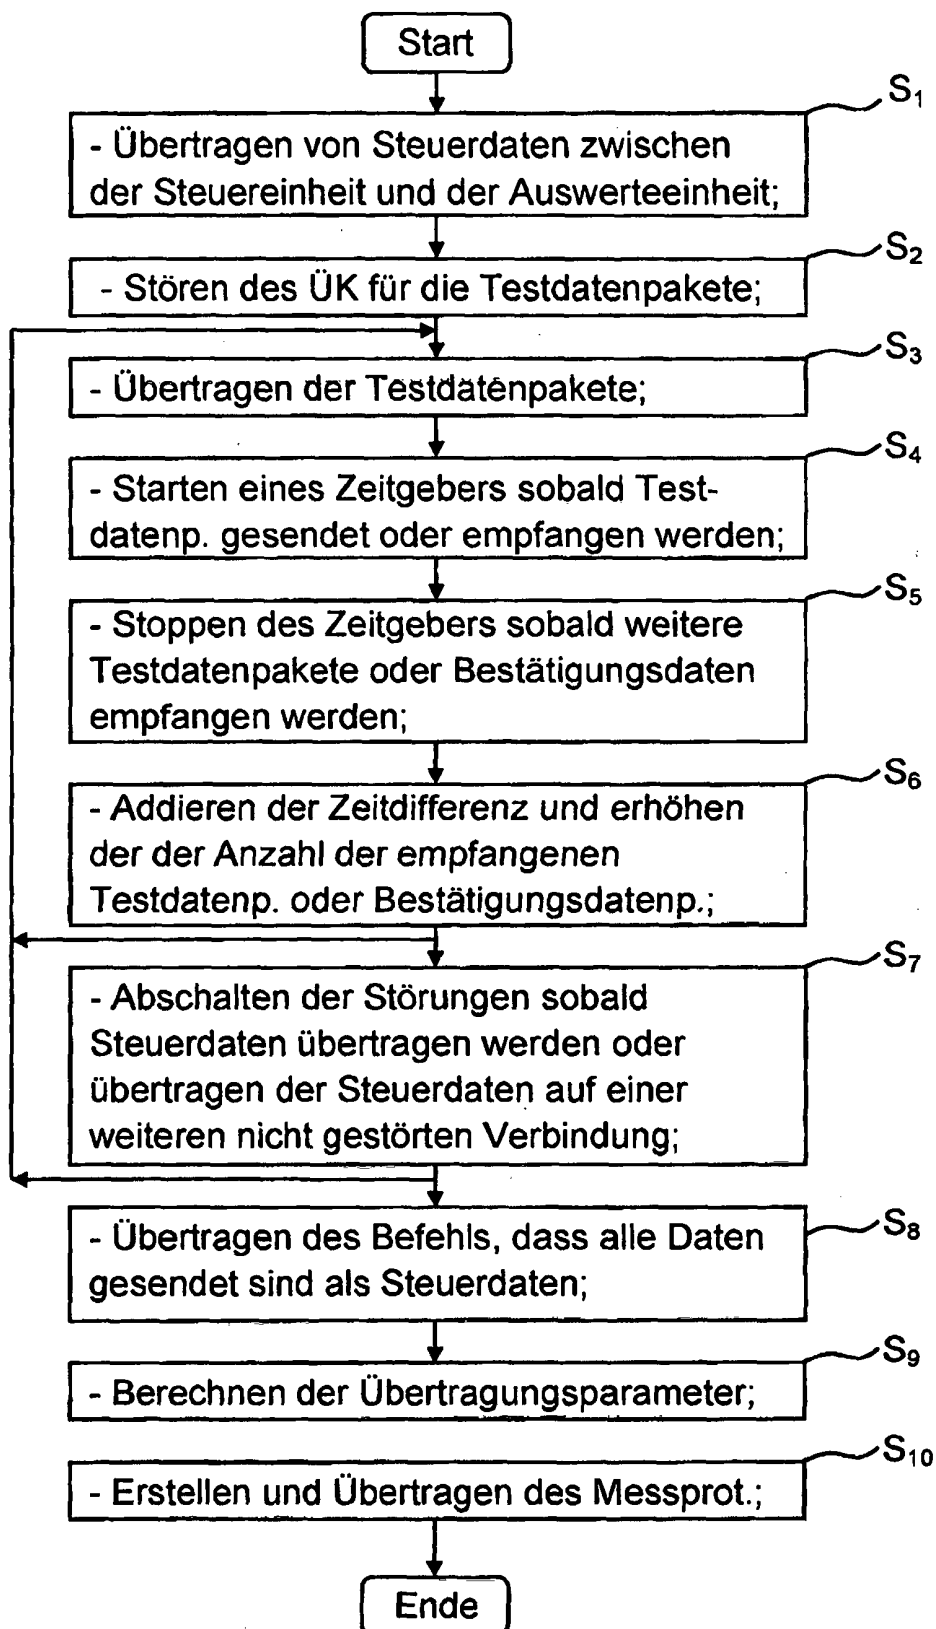 Start
S₁
- Übertragen von Steuerdaten zwischen
der Steuereinheit und der Auswerteeinheit;
S₂
- Stören des ÜK für die Testdatenpakete;
S₃
- Übertragen der Testdatenpakete;
S₄
- Starten eines Zeitgebers sobald Test-
datenp. gesendet oder empfangen werden;
S₅
- Stoppen des Zeitgebers sobald weitere
Testdatenpakete oder Bestätigungsdaten
empfangen werden;
S₆
- Addieren der Zeitdifferenz und erhöhen
der der Anzahl der empfangenen
Testdatenp. oder Bestätigungsdatenp.;
S₇
- Abschalten der Störungen sobald
Steuerdaten übertragen werden oder
übertragen der Steuerdaten auf einer
weiteren nicht gestörten Verbindung;
S₈
- Übertragen des Befehls, dass alle Daten
gesendet sind als Steuerdaten;
S₉
- Berechnen der Übertragungsparameter;
S₁₀
- Erstellen und Übertragen des Messprot.;
Ende